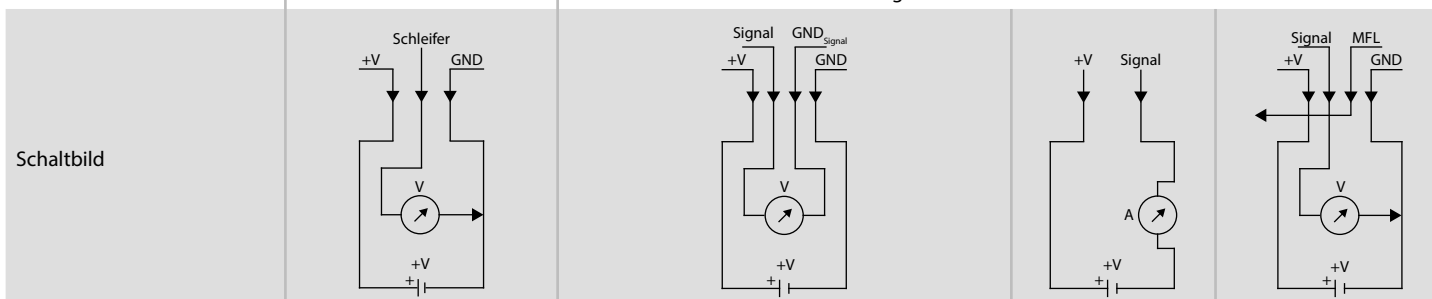 Schaltbild
Schleifer
+V GND
V
+V
+
Signal GND Signal
+V GND
V
+V
+
+V Signal
A
+V
+
Signal MFL
+V GND
V
+V
+